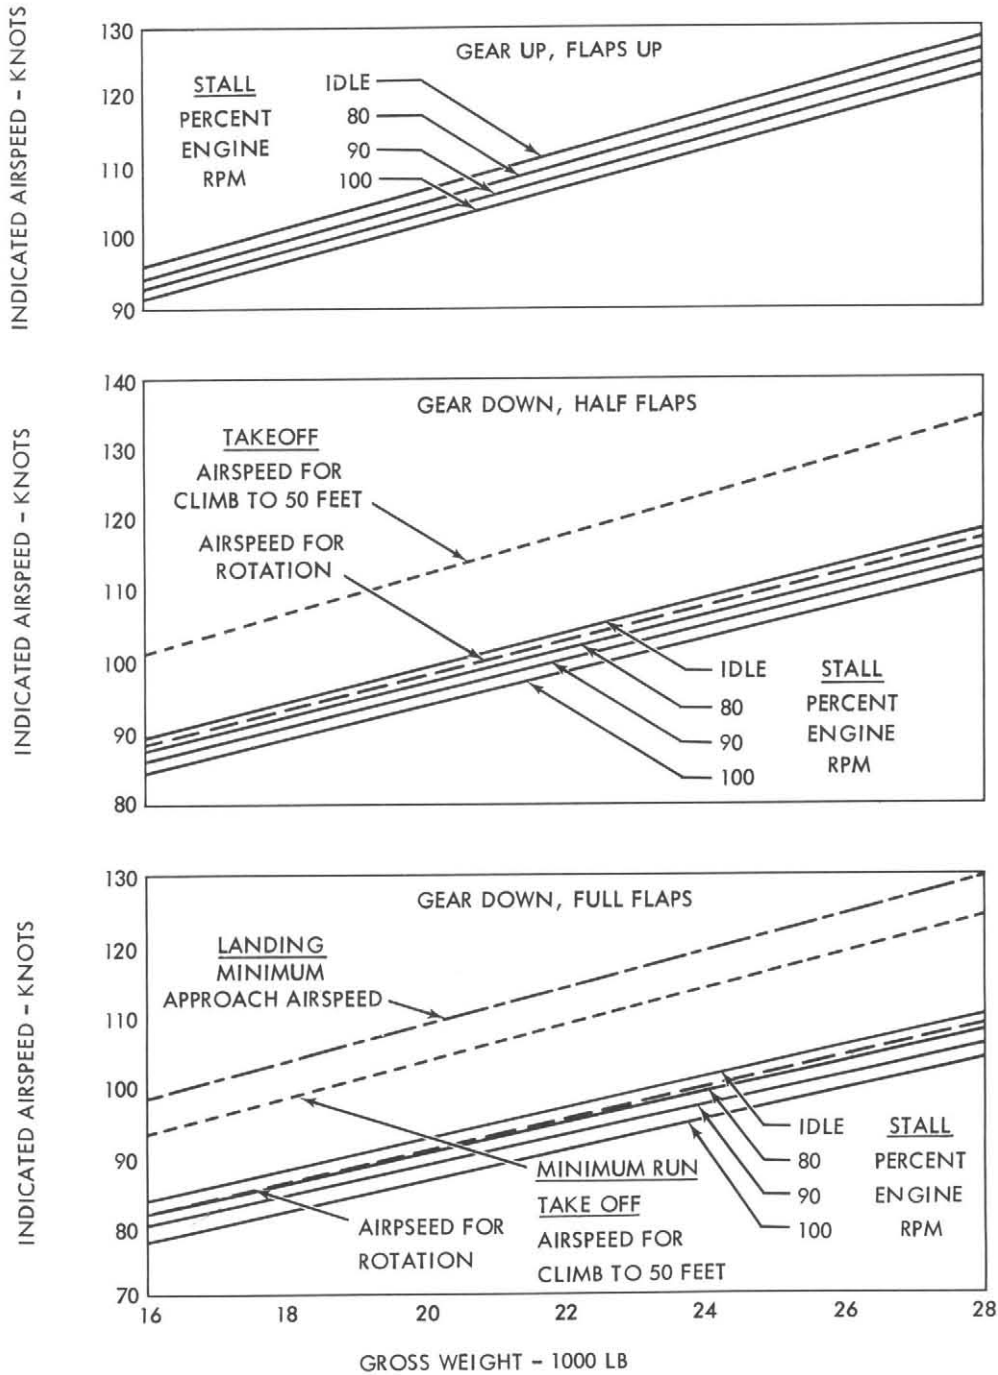 INDICATED AIRSPEED - KNOTS
130
120
110
100
90
GEAR UP, FLAPS UP
STALL
PERCENT
ENGINE
RPM
IDLE
80
90
100
INDICATED AIRSPEED - KNOTS
140
130
120
110
100
90
80
GEAR DOWN, HALF FLAPS
TAKEOFF
AIRSPEED FOR
CLIMB TO 50 FEET
AIRSPEED FOR
ROTATION
IDLE
80
90
100
STALL
PERCENT
ENGINE
RPM
INDICATED AIRSPEED - KNOTS
130
120
110
100
90
80
70
GEAR DOWN, FULL FLAPS
LANDING
MINIMUM
APPROACH AIRSPEED
AIRPSEED FOR
ROTATION
MINIMUM RUN
TAKE OFF
AIRSPEED FOR
CLIMB TO 50 FEET
IDLE
80
90
100
STALL
PERCENT
ENGINE
RPM
16 18 20 22 24 26 28
GROSS WEIGHT - 1000 LB